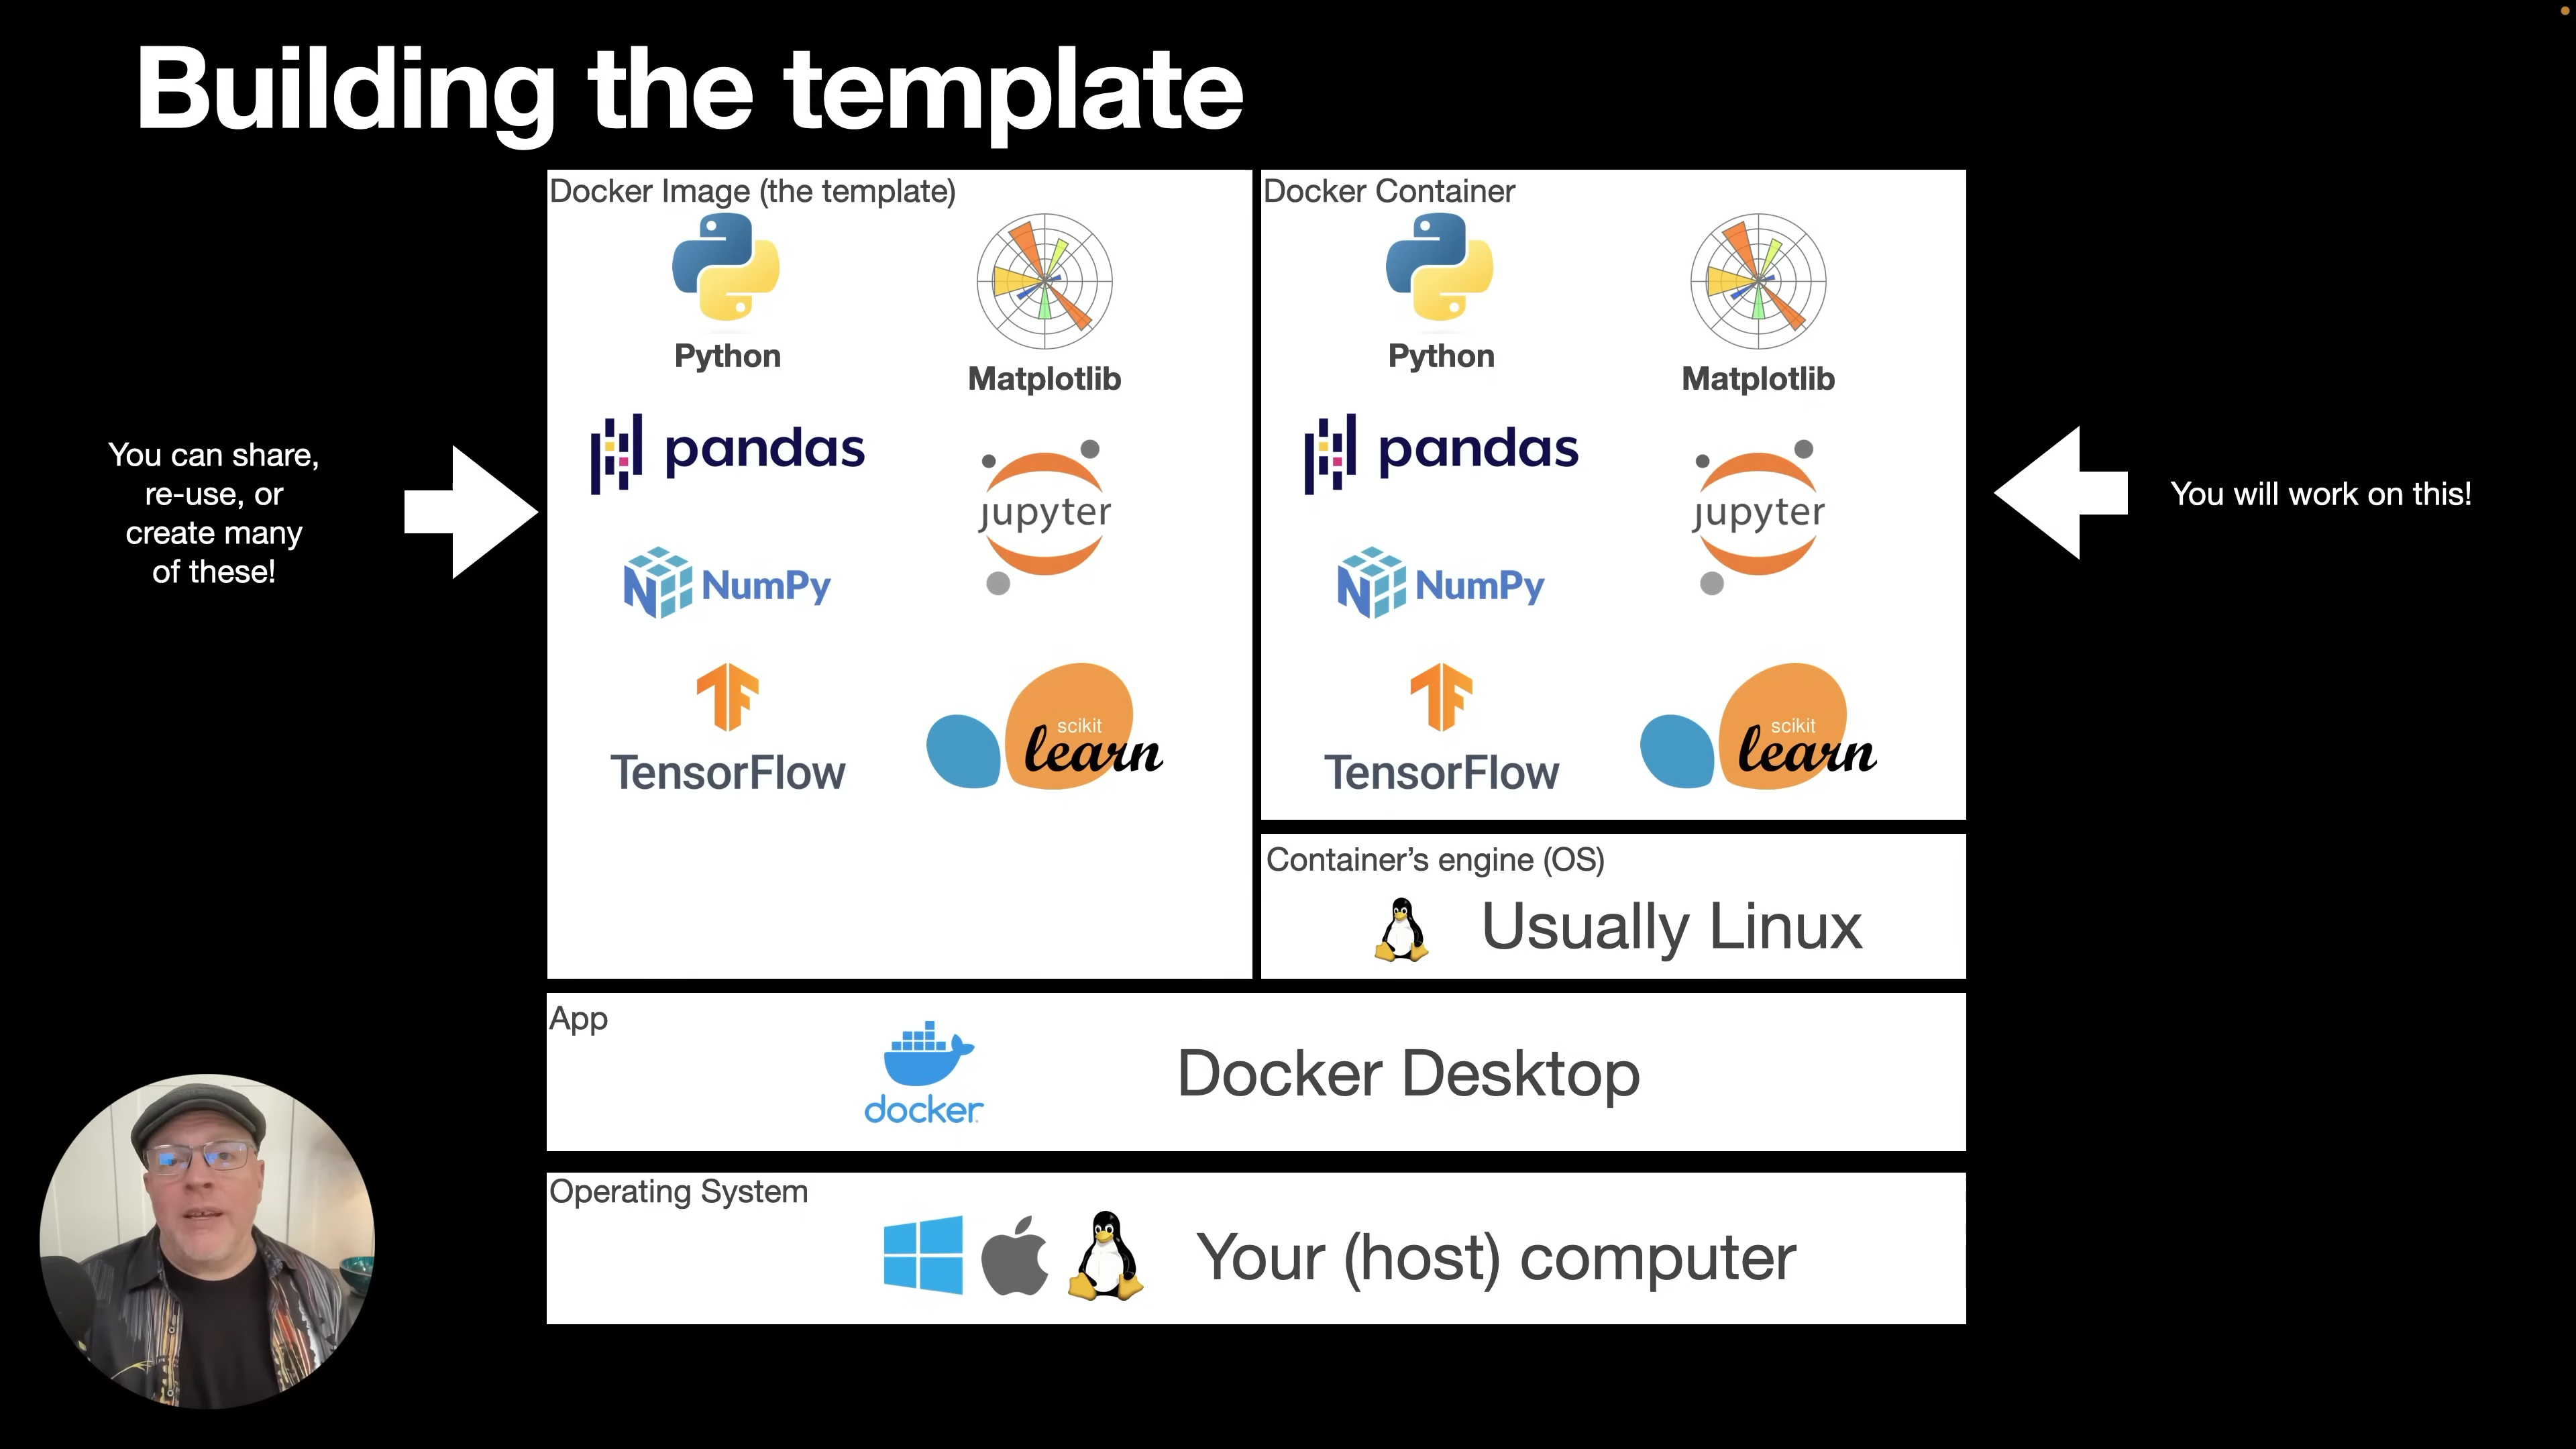 Building the template
Docker Image (the template)
Python
Matplotlib
pandas
jupyter
NumPy
TensorFlow
scikit
learn
Docker Container
Python
Matplotlib
pandas
jupyter
NumPy
TensorFlow
scikit
learn
You can share,
re-use, or
create many
of these!
You will work on this!
Container’s engine (OS)
Usually Linux
App
docker
Docker Desktop
Operating System
Your (host) computer